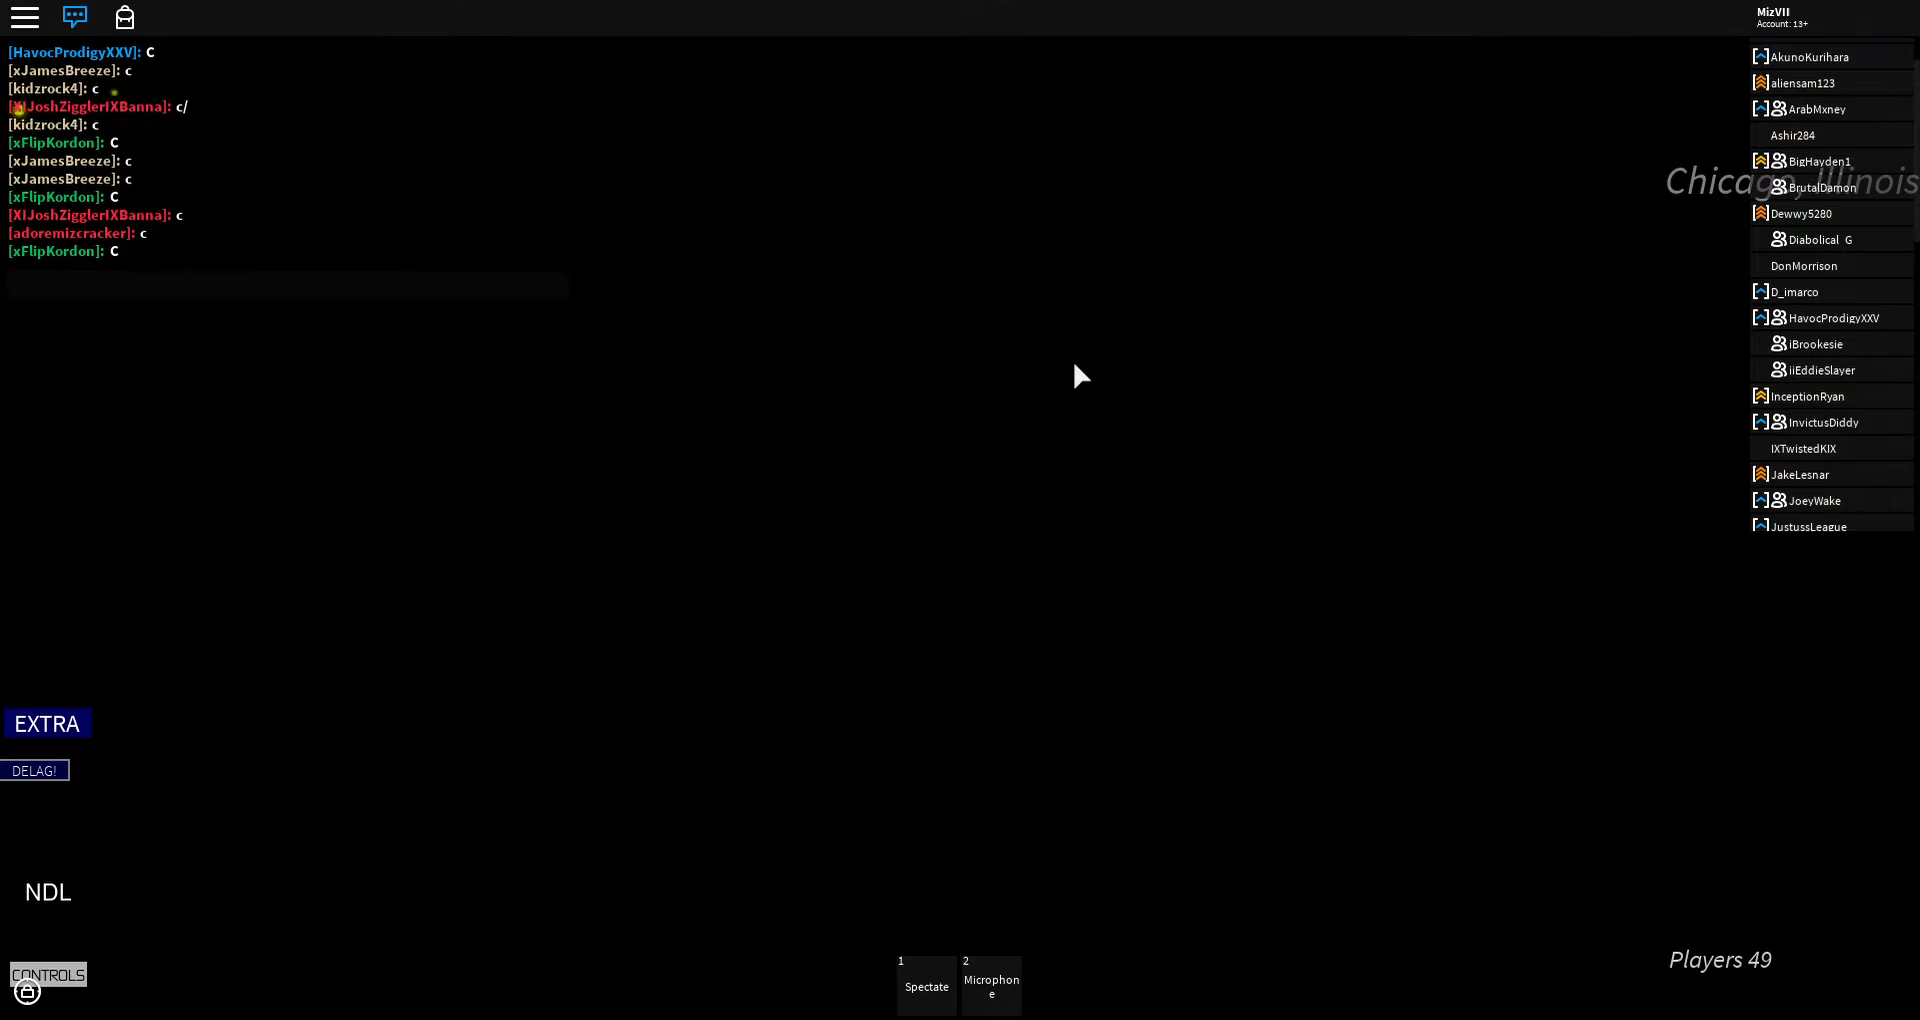 MizVII
Account: 13+
[HavocProdigyXXV]: C
[xJamesBreeze]: c
[kidzrock4]: c
[XIJoshZigglerIXBanna]: c/
[kidzrock4]: c
[xFlipKordon]: C
[xJamesBreeze]: c
[xJamesBreeze]: c
[xFlipKordon]: C
[XIJoshZigglerIXBanna]: c
[adoremizcracker]: c
[xFlipKordon]: C
AkunoKurihara
aliensam123
ArabMxney
Ashir284
BigHayden1
Chicago, Illinois
BrutalDamon
Dewwy5280
Diabolical_G
DonMorrison
D_imarco
HavocProdigyXXV
iBrookesie
iiEddieSlayer
InceptionRyan
InvictusDiddy
IXTwistedKIX
JakeLesnar
JoeyWake
JustussLeague
EXTRA
DELAG!
NDL
CONTROLS
1
Spectate
2
Microphon
e
Players 49